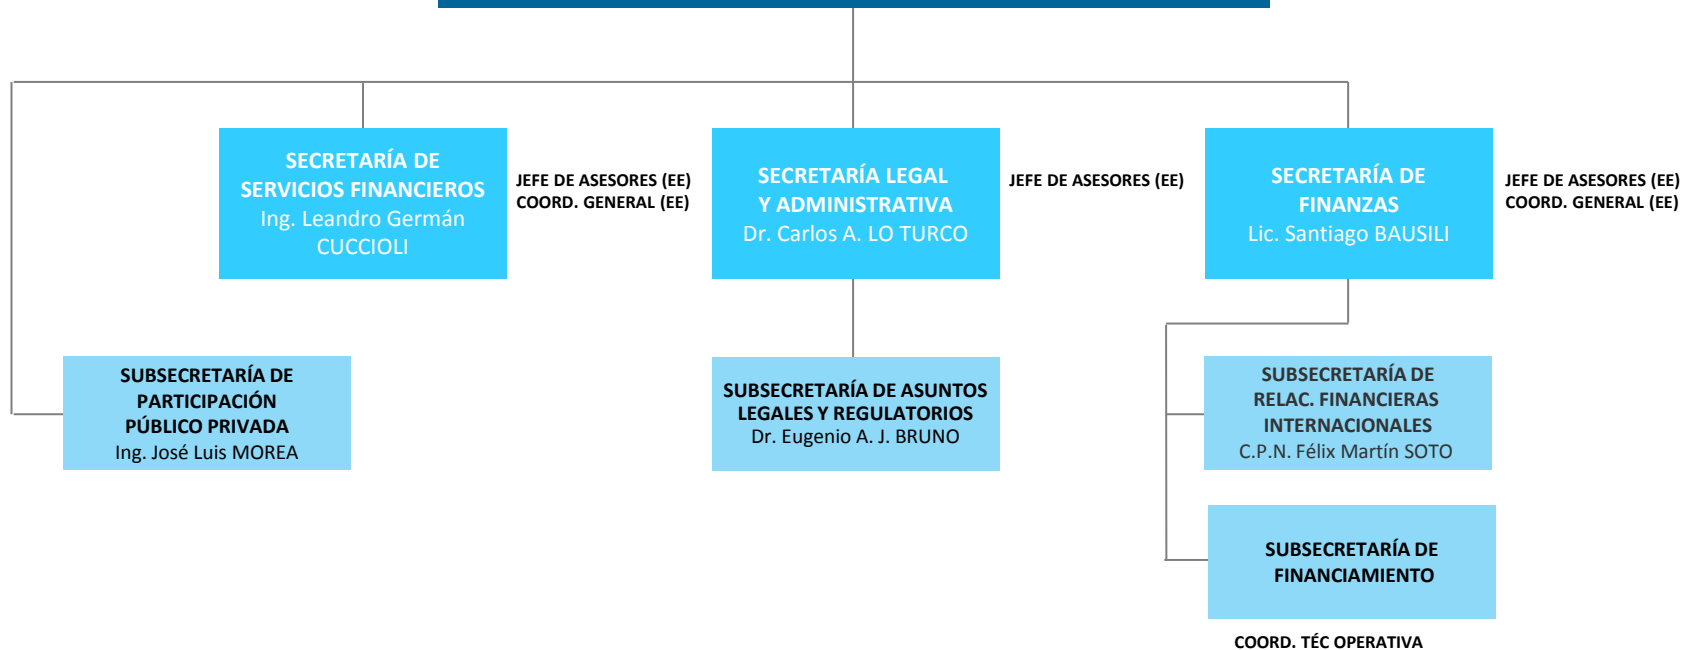 SECRETARÍA DE
SERVICIOS FINANCIEROS
Ing. Leandro Germán
CUCCIOLI
JEFE DE ASESORES (EE)
COORD. GENERAL (EE)
SECRETARÍA LEGAL
Y ADMINISTRATIVA
Dr. Carlos A. LO TURCO
JEFE DE ASESORES (EE)
SECRETARÍA DE
FINANZAS
Lic. Santiago BAUSILI
JEFE DE ASESORES (EE)
COORD. GENERAL (EE)
SUBSECRETARÍA DE
PARTICIPACIÓN
PÚBLICO PRIVADA
Ing. José Luis MOREA
SUBSECRETARÍA DE ASUNTOS
LEGALES Y REGULATORIOS
Dr. Eugenio A. J. BRUNO
SUBSECRETARÍA DE
RELAC. FINANCIERAS
INTERNACIONALES
C.P.N. Félix Martín SOTO
SUBSECRETARÍA DE
FINANCIAMIENTO
COORD. TÉC OPERATIVA